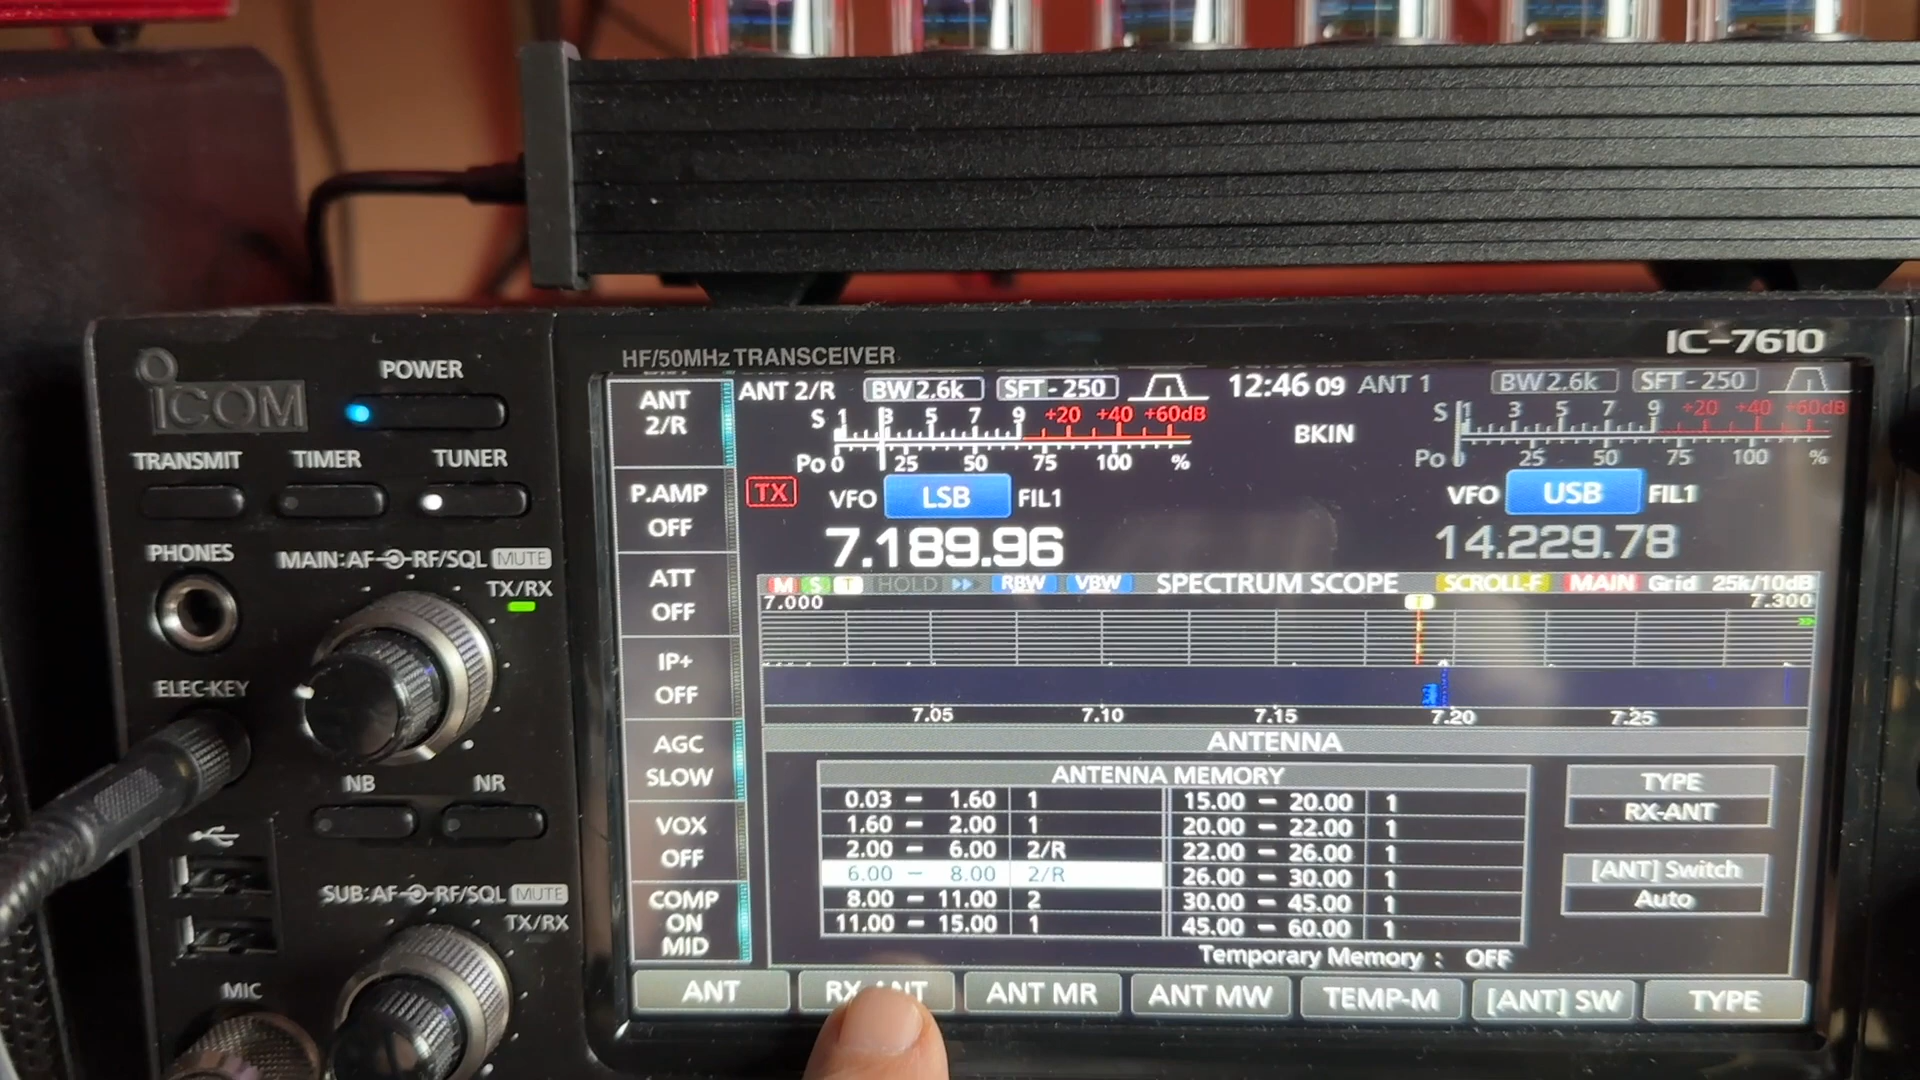 IC-7610
HF/50MHz TRANSCEIVER
ICOM
POWER
TRANSMIT TIMER TUNER
PHONES
MAIN:AF RF/SQL MUTE
TX/RX
ELEC-KEY
NB NR
SUB:AF RF/SQL MUTE
TX/RX
MIC
ANT
2/R
P.AMP
OFF
ATT
OFF
IP+
OFF
AGC
SLOW
VOX
OFF
COMP
ON
MID
ANT 2/R BW 2.6k SFT - 250 12:46 09 ANT 1 BW 2.6k SFT - 250
S 1 3 5 7 9 +20 +40 +60dB
Po 0 25 50 75 100 %
BKIN
S 1 3 5 7 9 +20 +40 +60dB
Po 0 25 50 75 100 %
TX VFO LSB FIL1
7.189.96
VFO USB FIL1
14.229.78
M S T HOLD RBW VBW SPECTRUM SCOPE SCROLL-F MAIN Grid 25k/10dB
7.000 T 7.300
7.05 7.10 7.15 7.20 7.25
ANTENNA
ANTENNA MEMORY
0.03 – 1.60 1 15.00 – 20.00 1
1.60 – 2.00 1 20.00 – 22.00 1
2.00 – 6.00 2/R 22.00 – 26.00 1
6.00 – 8.00 2/R 26.00 – 30.00 1
8.00 – 11.00 2 30.00 – 45.00 1
11.00 – 15.00 1 45.00 – 60.00 1
Temporary Memory : OFF
TYPE
RX-ANT
[ANT] Switch
Auto
ANT RX-ANT ANT MR ANT MW TEMP-M [ANT] SW TYPE